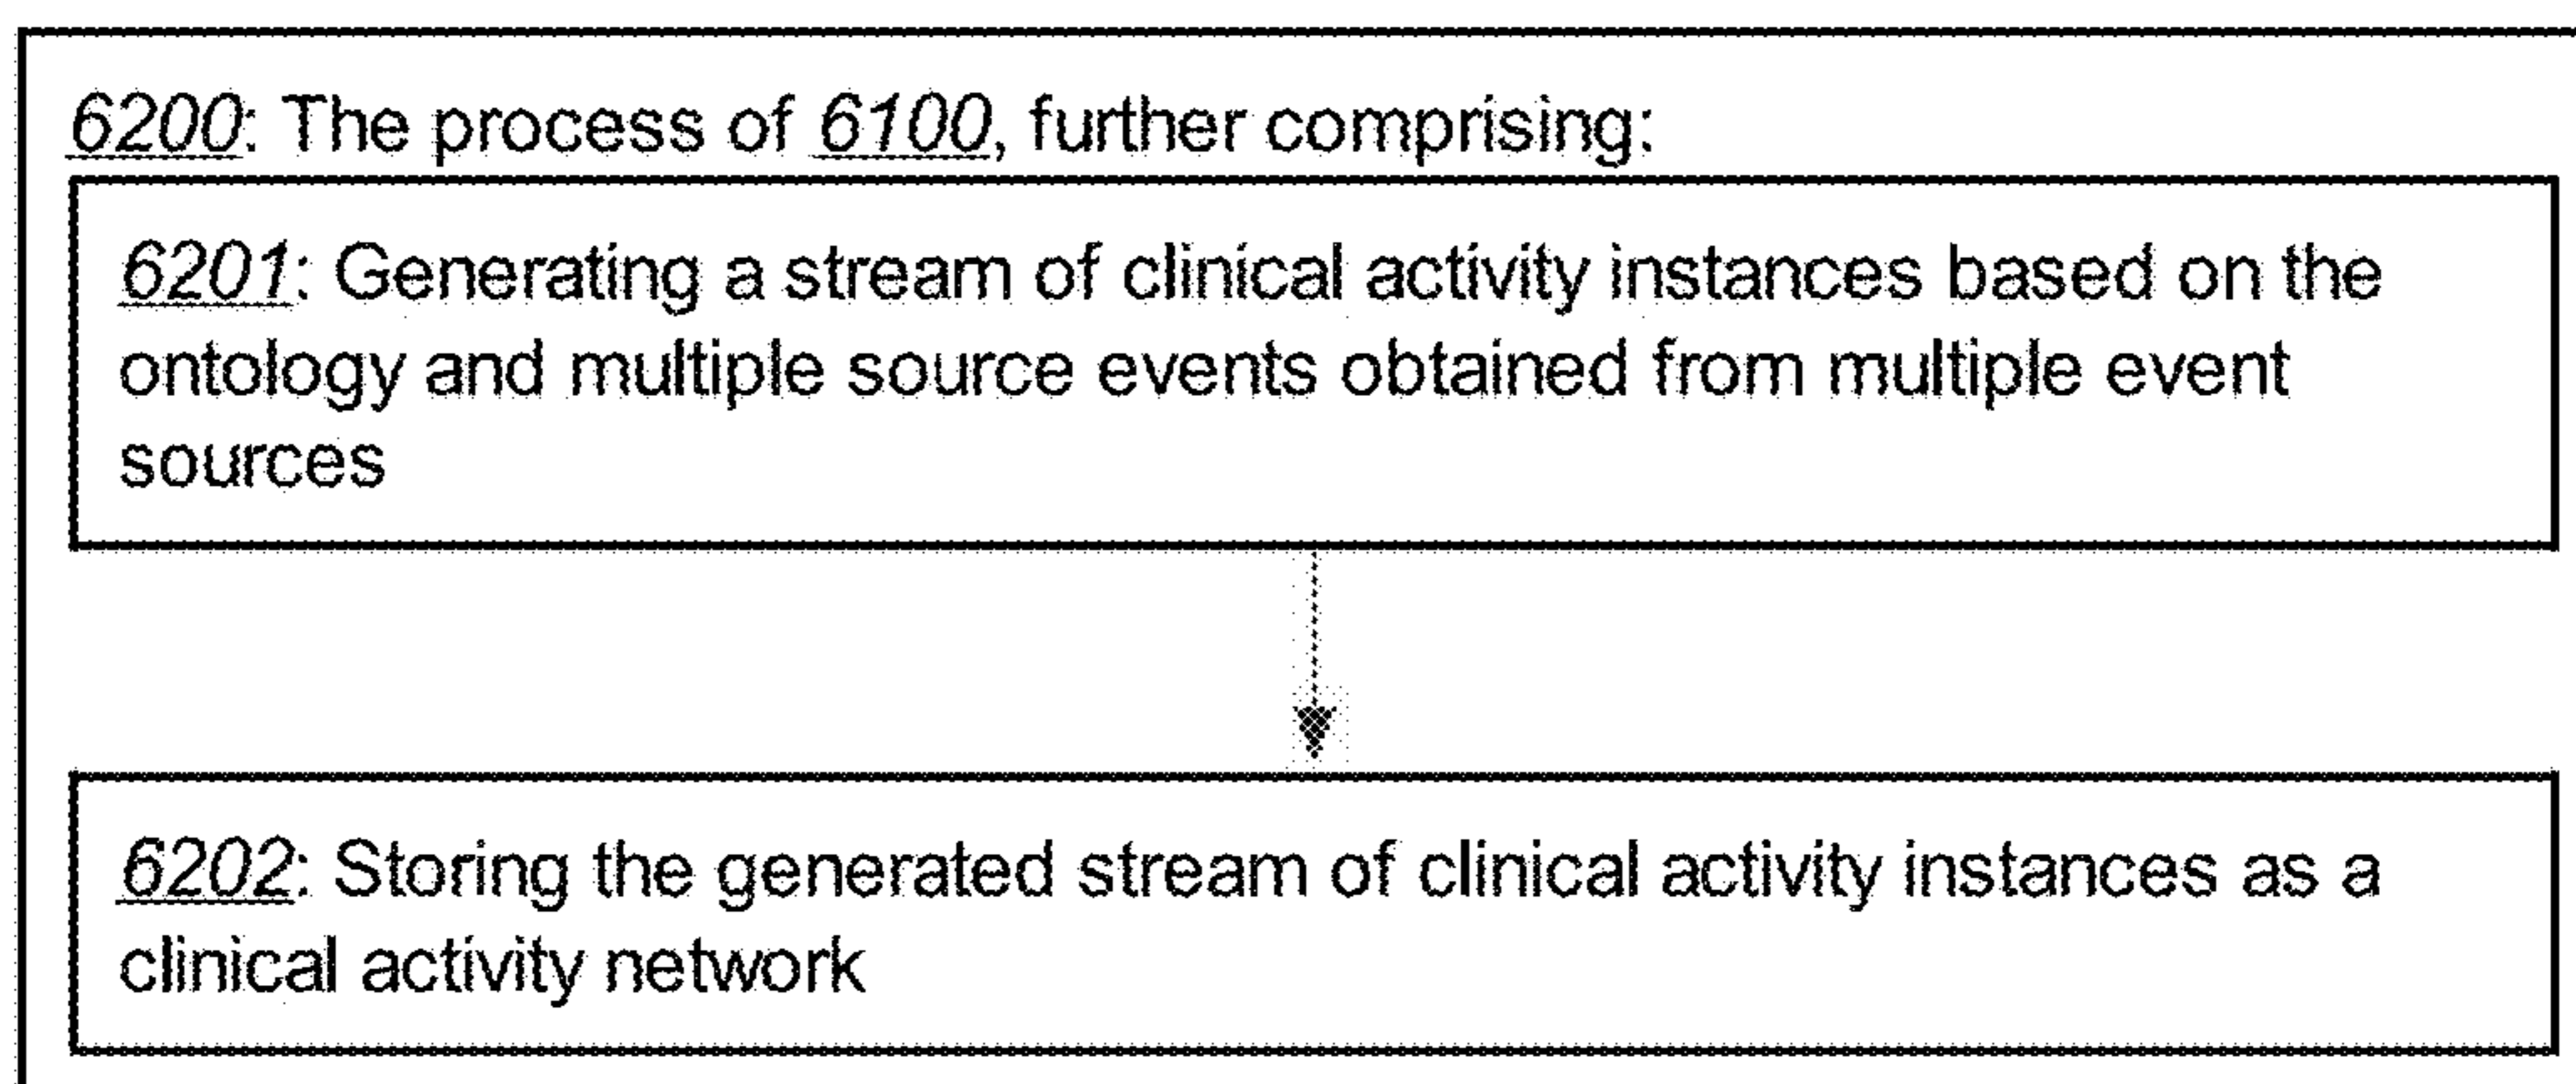 6200: The process of 6100, further comprising:
6201: Generating a stream of clinical activity instances based on the
ontology and multiple source events obtained from multiple event
sources
6202: Storing the generated stream of clinical activity instances as a
clinical activity network